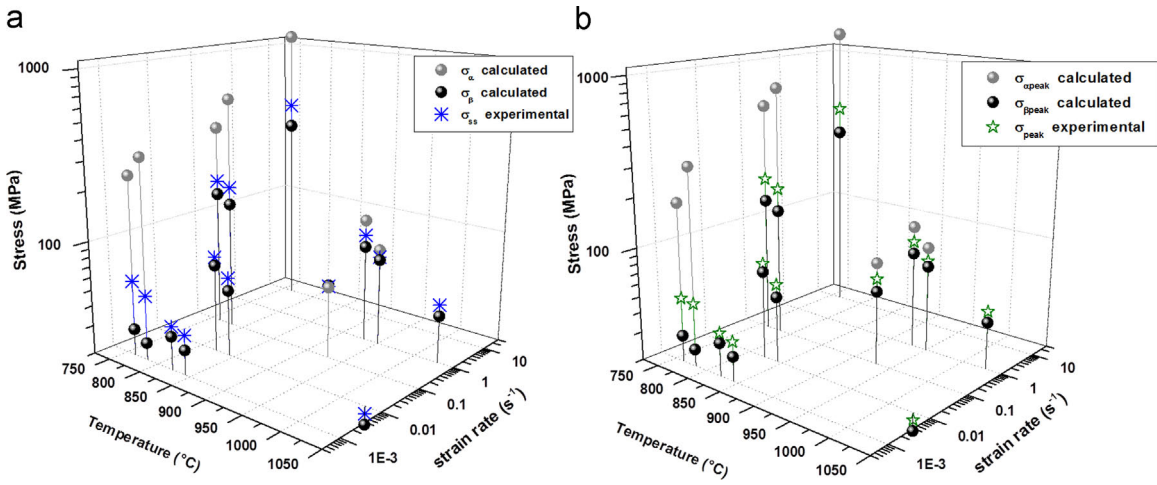 a
1000
100
Stress (MPa)
σα calculated
σβ calculated
σss experimental
750
800
850
900
950
1000
1050
Temperature (°C)
1E-3
0.01
0.1
1
10
strain rate (s⁻¹)
b
1000
100
Stress (MPa)
σαpeak calculated
σβpeak calculated
σpeak experimental
750
800
850
900
950
1000
1050
Temperature (°C)
1E-3
0.01
0.1
1
10
strain rate (s⁻¹)